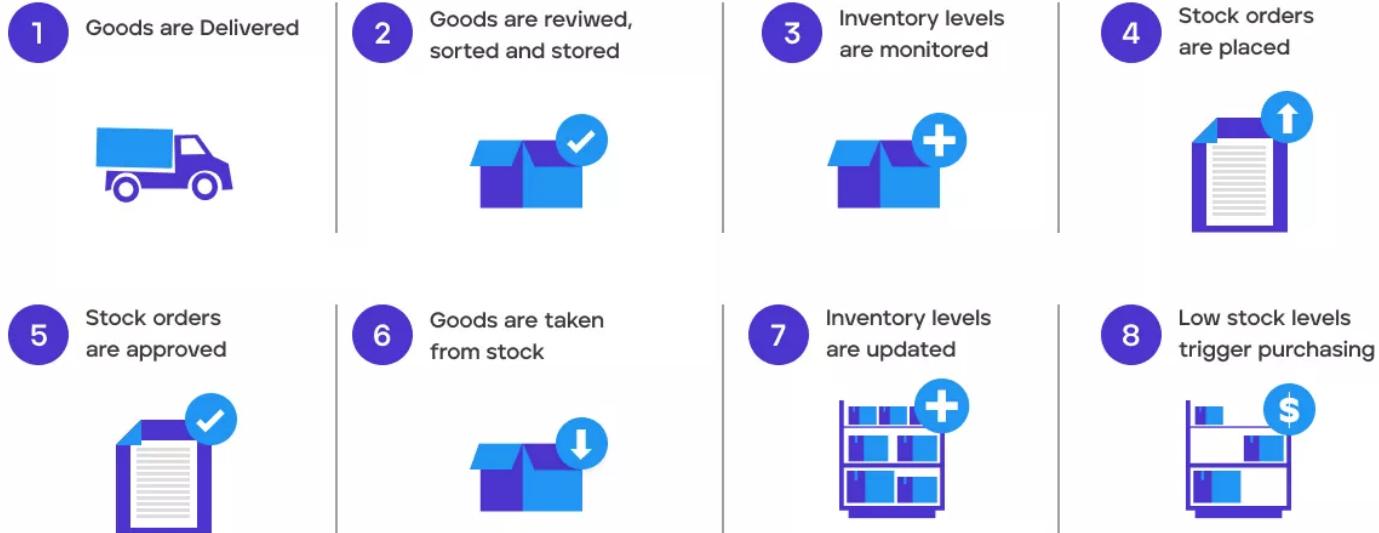 1
Goods are Delivered
2
Goods are reviwed,
sorted and stored
3
Inventory levels
are monitored
4
Stock orders
are placed
5
Stock orders
are approved
6
Goods are taken
from stock
7
Inventory levels
are updated
8
Low stock levels
trigger purchasing
$